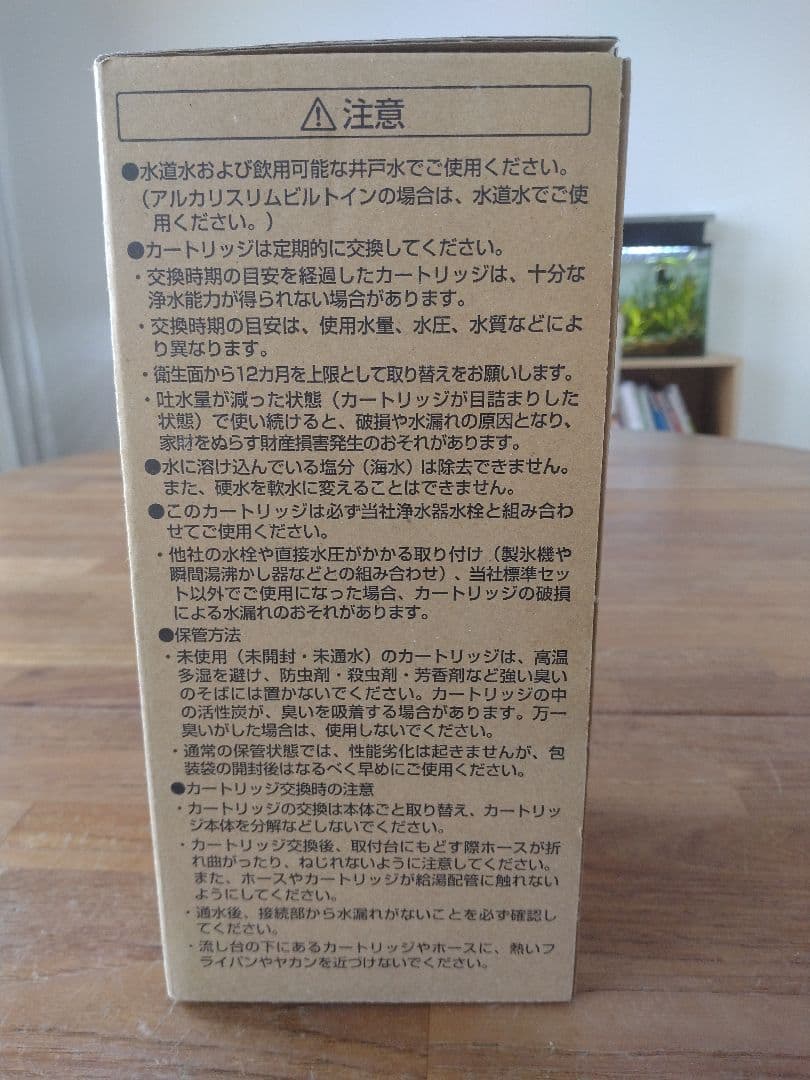 ⚠注意
●水道水および飲用可能な井戸水でご使用ください。
（アルカリスリムビルトインの場合は、水道水でご使
用ください。）
●カートリッジは定期的に交換してください。
・交換時期の目安を経過したカートリッジは、十分な
浄水能力が得られない場合があります。
・交換時期の目安は、使用水量、水圧、水質などによ
り異なります。
・衛生面から12カ月を上限として取り替えをお願いします。
・吐水量が減った状態（カートリッジが目詰まりした
状態）で使い続けると、破損や水漏れの原因となり、
家財をぬらす財産損害発生のおそれがあります。
●水に溶け込んでいる塩分（海水）は除去できません。
また、硬水を軟水に変えることはできません。
●このカートリッジは必ず当社浄水器水栓と組み合わ
せてご使用ください。
・他社の水栓や直接水圧がかかる取り付け（製氷機や
瞬間湯沸かし器などとの組み合わせ）、当社標準セッ
ト以外でご使用になった場合、カートリッジの破損
による水漏れのおそれがあります。
●保管方法
・未使用（未開封・未通水）のカートリッジは、高温
多湿を避け、防虫剤・殺虫剤・芳香剤など強い臭い
のそばには置かないでください。カートリッジの中
の活性炭が、臭いを吸着する場合があります。万一
臭いがした場合は、使用しないでください。
・通常の保管状態では、性能劣化は起きませんが、包
装袋の開封後はなるべく早めにご使用ください。
●カートリッジ交換時の注意
・カートリッジの交換は本体ごと取り替え、カートリッ
ジ本体を分解などしないでください。
・カートリッジ交換後、取付台にもどす際ホースが折
れ曲がったり、ねじれないように注意してください。
また、ホースやカートリッジが給湯配管に触れない
ようにしてください。
・通水後、接続部から水漏れがないことを必ず確認し
てください。
・流し台の下にあるカートリッジやホースに、熱いフ
ライパンやヤカンを近づけないでください。